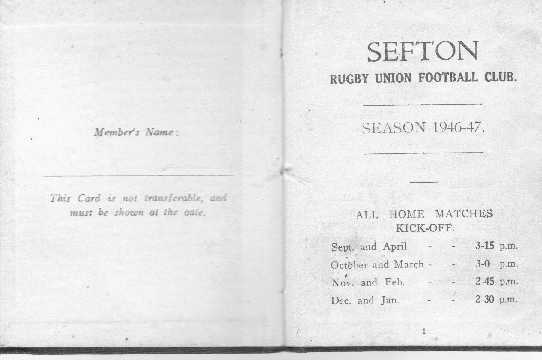 Member's Name:
This Card is not transferable, and
must be shown at the gate.
SEFTON
RUGBY UNION FOOTBALL CLUB.
SEASON 1946-47.
ALL HOME MATCHES
KICK-OFF:
Sept. and April - - 3-15 p.m.
October and March - - 3-0 p.m.
Nov. and Feb. - - 2-45 p.m.
Dec. and Jan. - - 2-30 p.m.
1